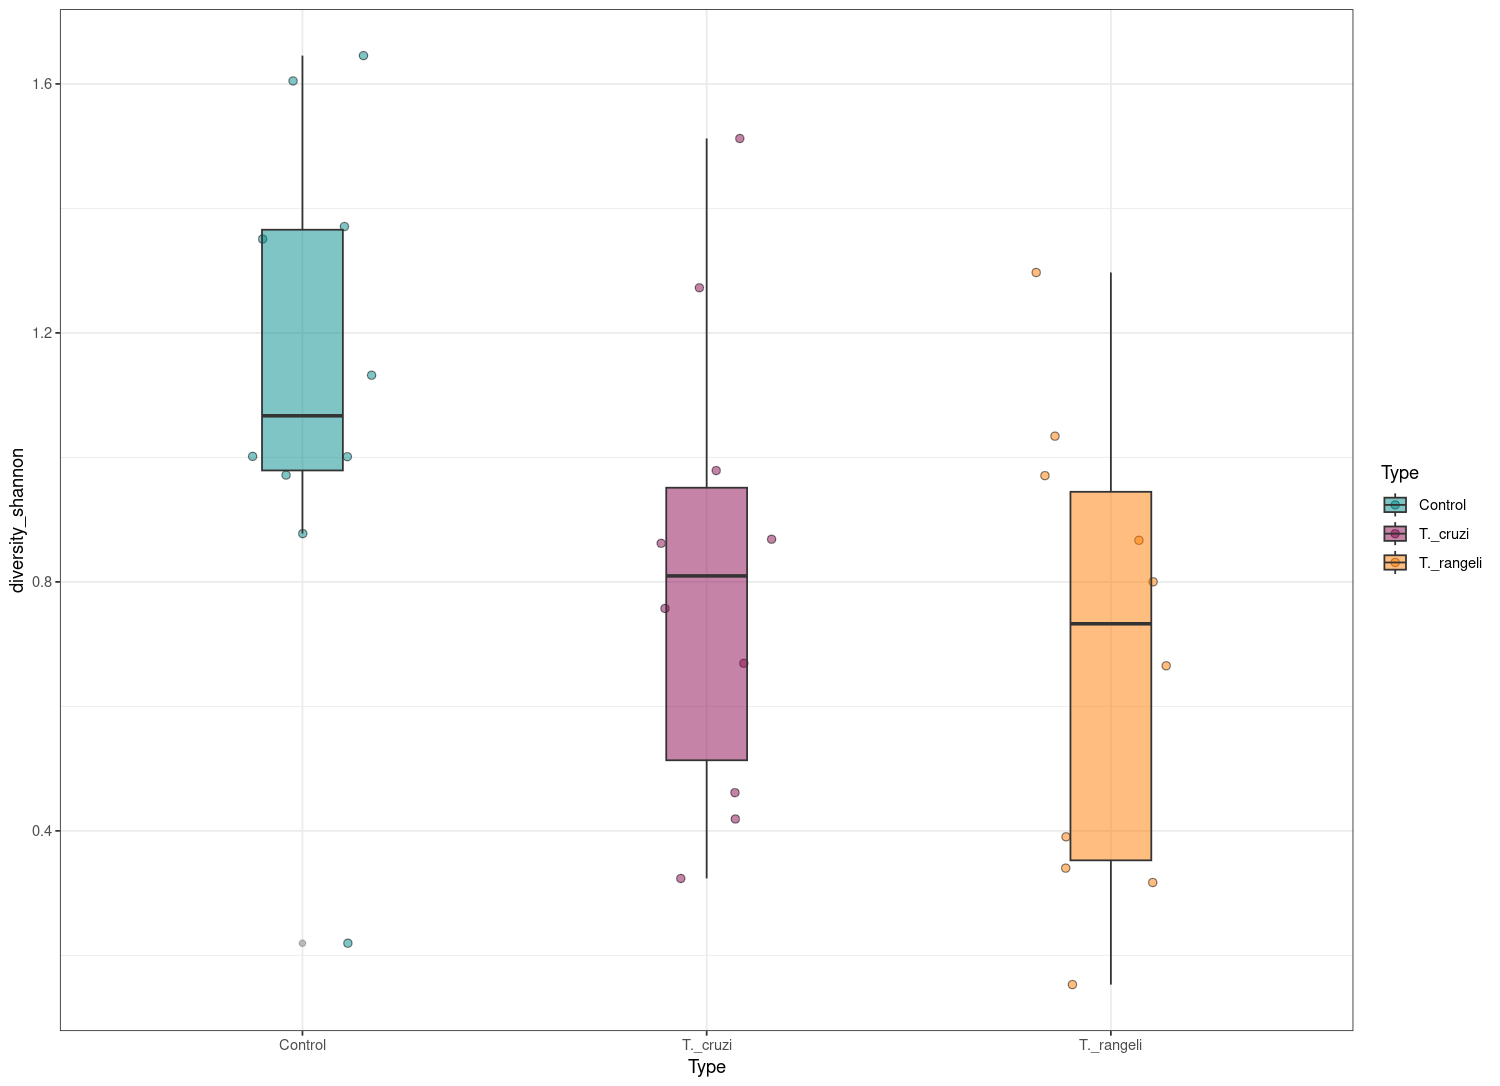 diversity_shannon
1.6
1.2
0.8
0.4
Control
T._cruzi
T._rangeli
Type
Type
Control
T._cruzi
T._rangeli